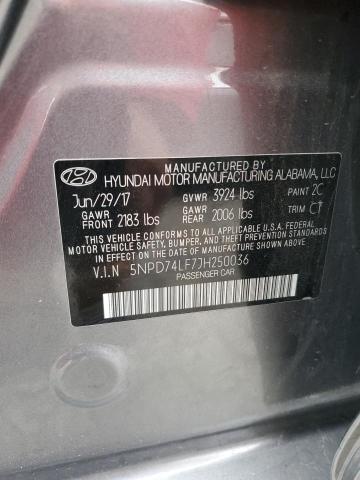 MANUFACTURED BY
HYUNDAI MOTOR MANUFACTURING ALABAMA, LLC
Jun/29/17 GVWR 3924 lbs PAINT 2C
GAWR FRONT 2183 lbs GAWR REAR 2006 lbs TRIM CT
THIS VEHICLE CONFORMS TO ALL APPLICABLE FEDERAL
MOTOR VEHICLE SAFETY, BUMPER, AND THEFT PREVENTION
STANDARDS IN EFFECT ON THE DATE OF MANUFACTURE SHOWN ABOVE.
V.I.N 5NPD74LF7JH250036
PASSENGER CAR